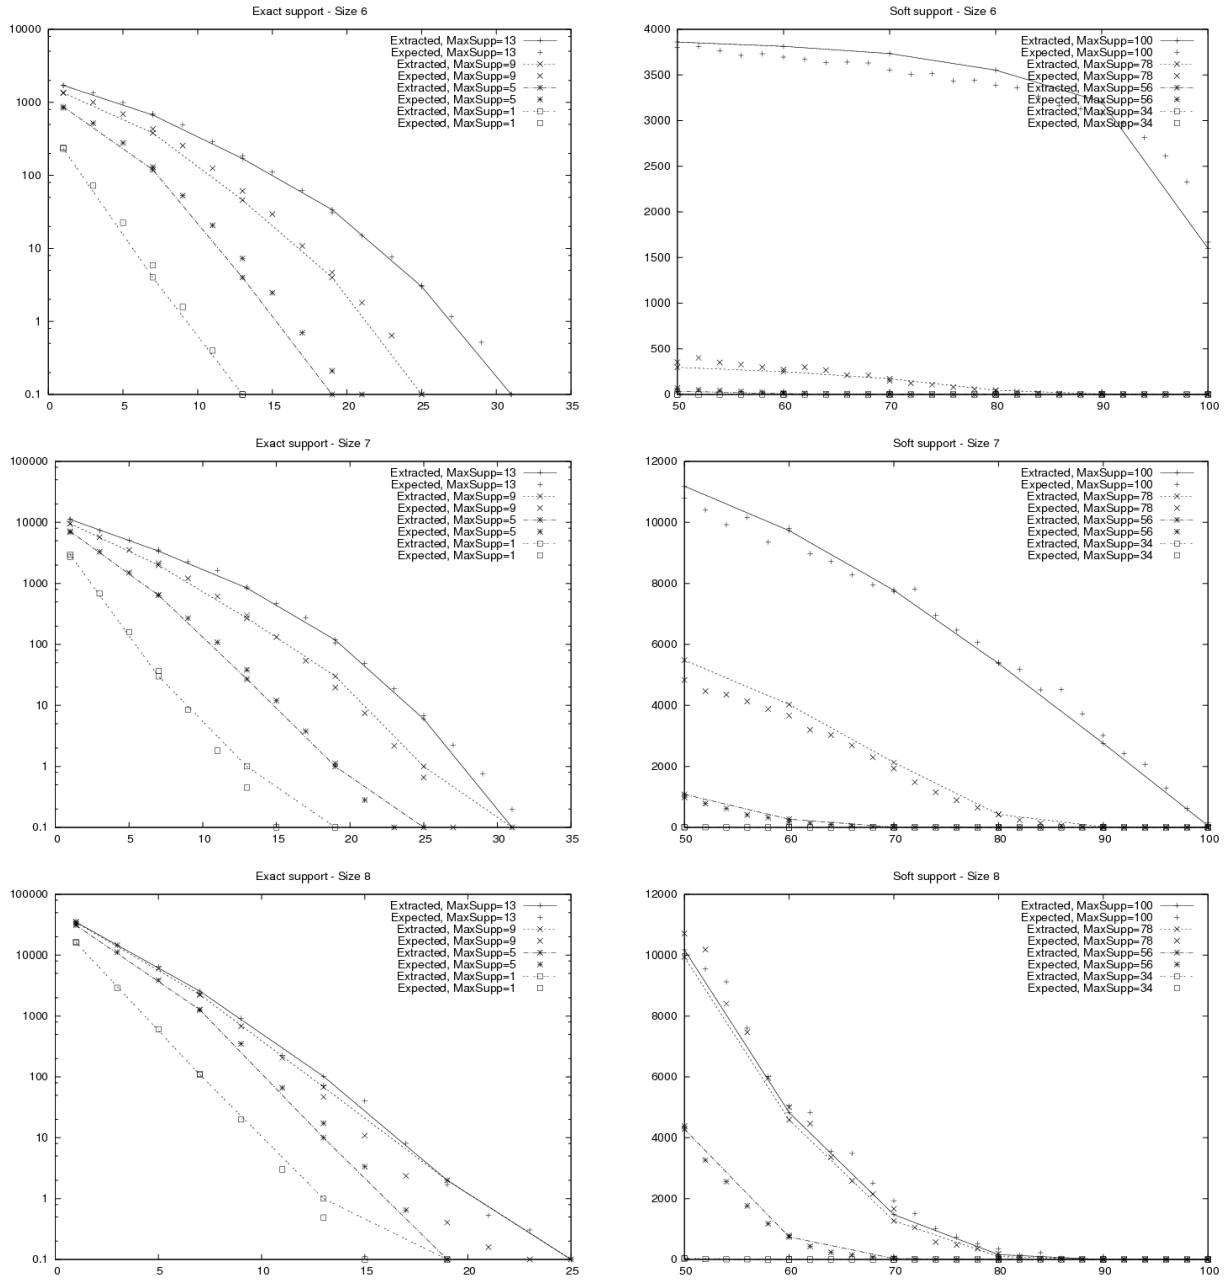 Exact support - Size 6
10000
1000
100
10
1
0.1
0
5
10
15
20
25
30
35
Extracted, MaxSupp=13
Expected, MaxSupp=13
Extracted, MaxSupp=9
Expected, MaxSupp=9
Extracted, MaxSupp=5
Expected, MaxSupp=5
Extracted, MaxSupp=1
Expected, MaxSupp=1
Soft support - Size 6
4000
3500
3000
2500
2000
1500
1000
500
0
50
60
70
80
90
100
Extracted, MaxSupp=100
Expected, MaxSupp=100
Extracted, MaxSupp=78
Expected, MaxSupp=78
Extracted, MaxSupp=56
Expected, MaxSupp=56
Extracted, MaxSupp=34
Expected, MaxSupp=34
Exact support - Size 7
100000
10000
1000
100
10
1
0.1
0
5
10
15
20
25
30
35
Extracted, MaxSupp=13
Expected, MaxSupp=13
Extracted, MaxSupp=9
Expected, MaxSupp=9
Extracted, MaxSupp=5
Expected, MaxSupp=5
Extracted, MaxSupp=1
Expected, MaxSupp=1
Soft support - Size 7
12000
10000
8000
6000
4000
2000
0
50
60
70
80
90
100
Extracted, MaxSupp=100
Expected, MaxSupp=100
Extracted, MaxSupp=78
Expected, MaxSupp=78
Extracted, MaxSupp=56
Expected, MaxSupp=56
Extracted, MaxSupp=34
Expected, MaxSupp=34
Exact support - Size 8
100000
10000
1000
100
10
1
0.1
0
5
10
15
20
25
Extracted, MaxSupp=13
Expected, MaxSupp=13
Extracted, MaxSupp=9
Expected, MaxSupp=9
Extracted, MaxSupp=5
Expected, MaxSupp=5
Extracted, MaxSupp=1
Expected, MaxSupp=1
Soft support - Size 8
12000
10000
8000
6000
4000
2000
0
50
60
70
80
90
100
Extracted, MaxSupp=100
Expected, MaxSupp=100
Extracted, MaxSupp=78
Expected, MaxSupp=78
Extracted, MaxSupp=56
Expected, MaxSupp=56
Extracted, MaxSupp=34
Expected, MaxSupp=34